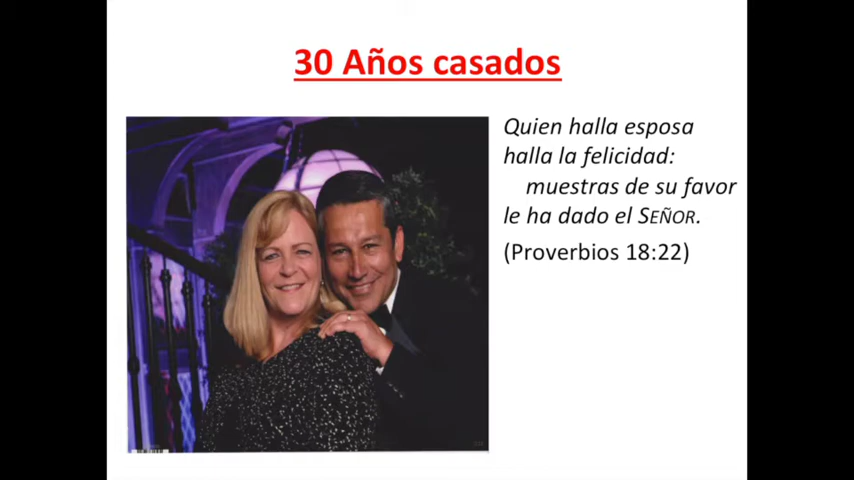 30 Años casados
Quien halla esposa
halla la felicidad:
muestras de su favor
le ha dado el SEÑOR.
(Proverbios 18:22)